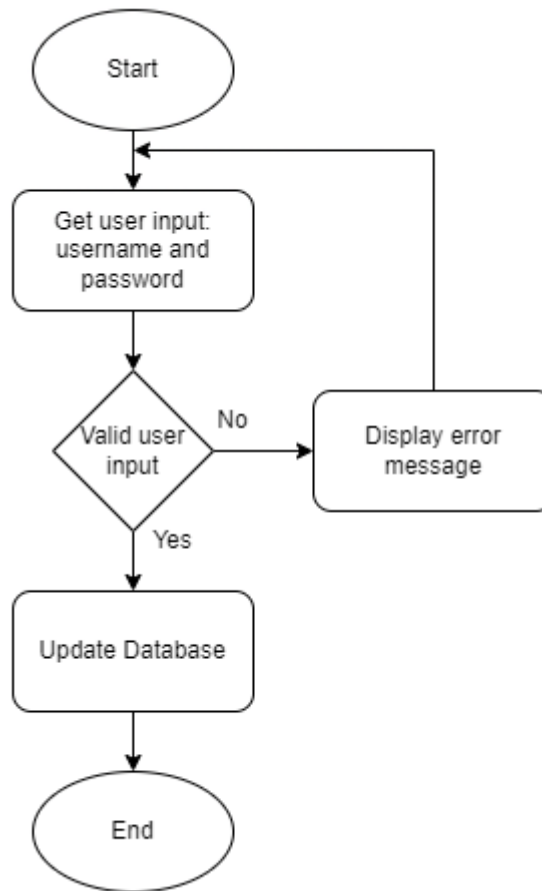 Start
Get user input:
username and
password
Valid user
input
No
Display error
message
Yes
Update Database
End